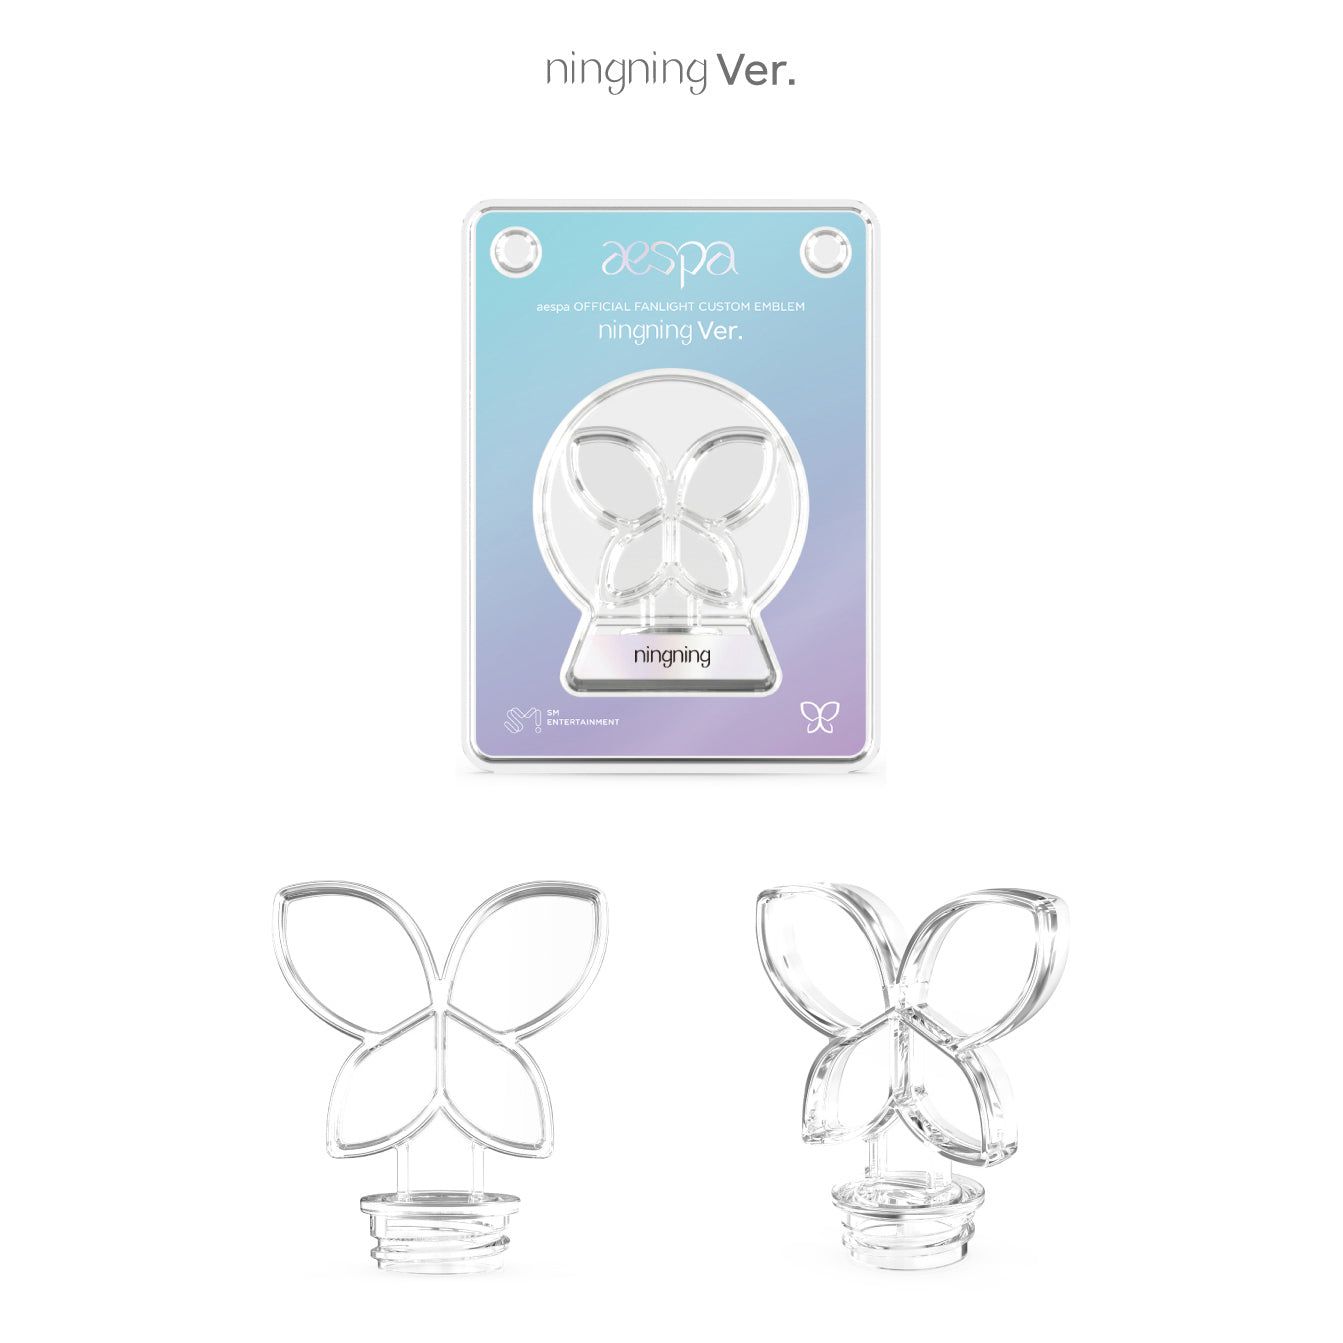 ningning Ver.
aespa
aespa OFFICIAL FANLIGHT CUSTOM EMBLEM
ningning Ver.
ningning
SM
ENTERTAINMENT